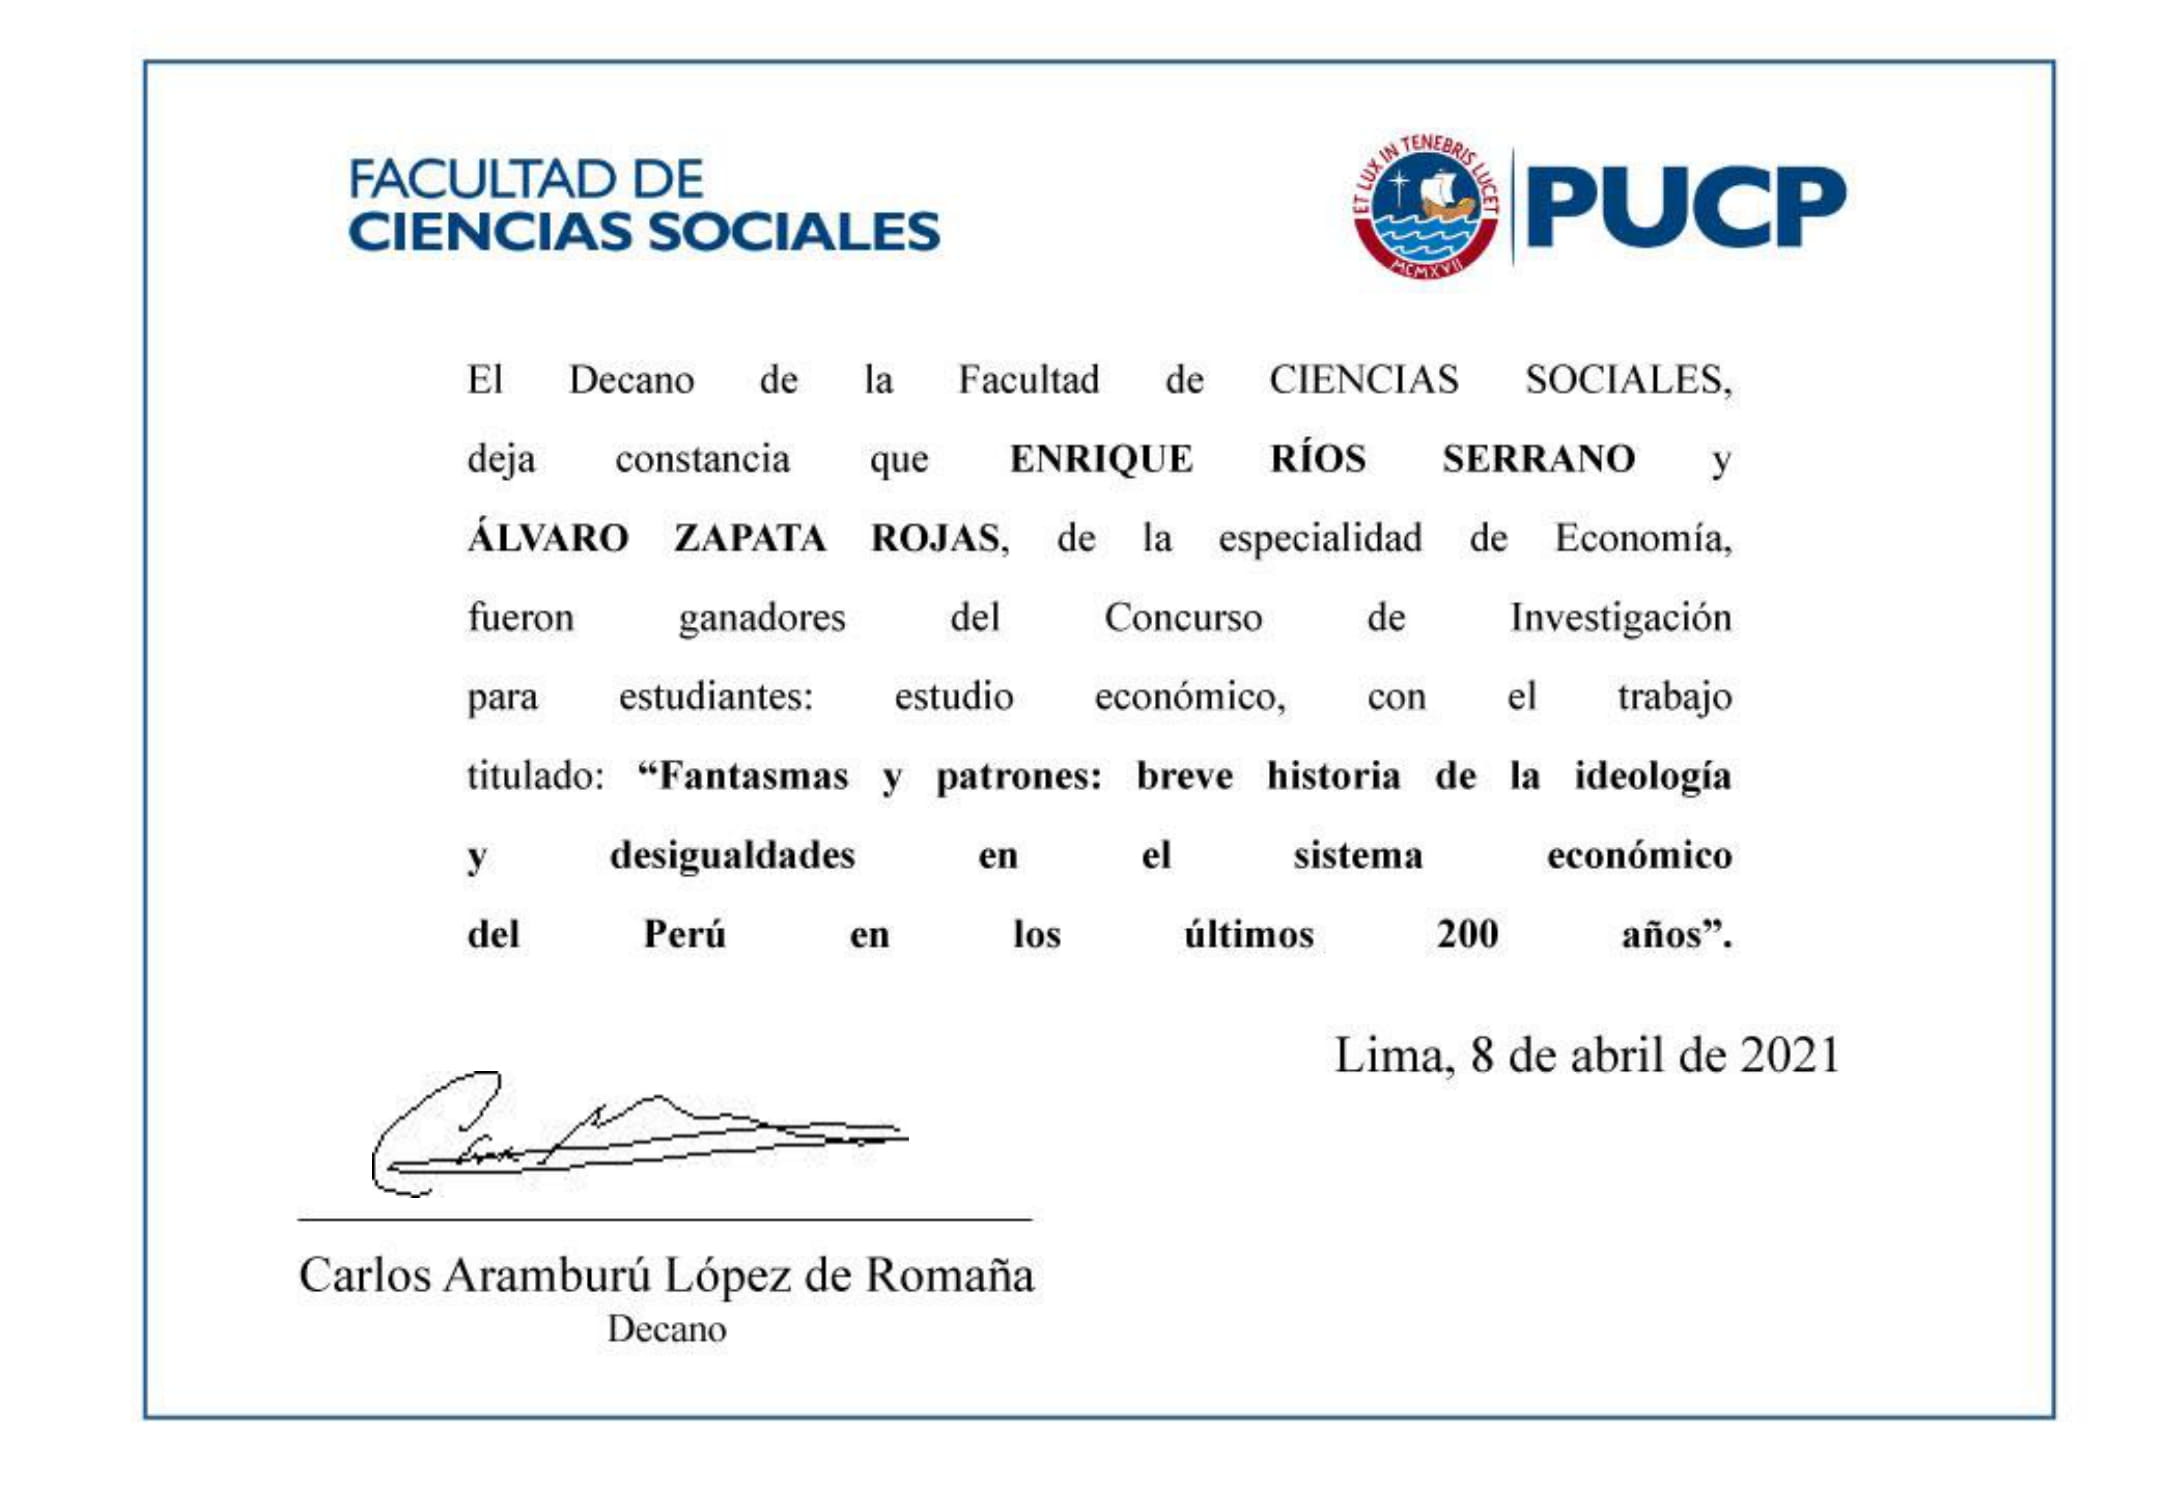 FACULTAD DE
CIENCIAS SOCIALES
ET LUX IN TENEBRIS LUCET
MCMXVII
PUCP
El Decano de la Facultad de CIENCIAS SOCIALES,
deja constancia que ENRIQUE RÍOS SERRANO y
ÁLVARO ZAPATA ROJAS, de la especialidad de Economía,
fueron ganadores del Concurso de Investigación
para estudiantes: estudio económico, con el trabajo
titulado: “Fantasmas y patrones: breve historia de la ideología
y desigualdades en el sistema económico
del Perú en los últimos 200 años”.
Lima, 8 de abril de 2021
Carlos Aramburú López de Romaña
Decano